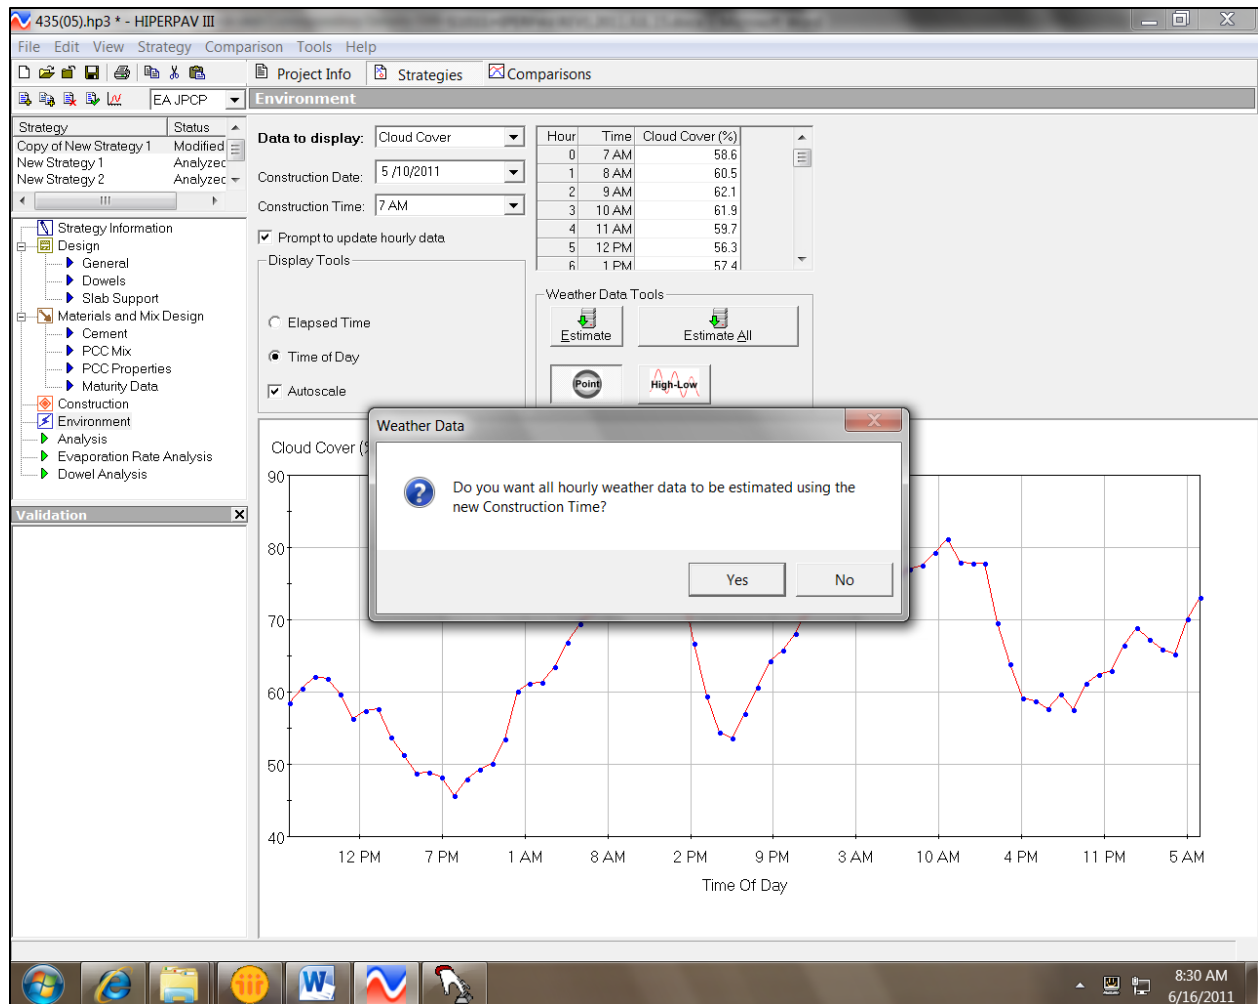 435(05).hp3 * - HIPERPAV III
File Edit View Strategy Comparison Tools Help
Project Info Strategies Comparisons
EA JPCP Environment
Strategy Status
Copy of New Strategy 1 Modified
New Strategy 1 Analyzed
New Strategy 2 Analyzed
Strategy Information
Design
General
Dowels
Slab Support
Materials and Mix Design
Cement
PCC Mix
PCC Properties
Maturity Data
Construction
Environment
Analysis
Evaporation Rate Analysis
Dowel Analysis
Validation
Data to display: Cloud Cover
Construction Date: 5 /10/2011
Construction Time: 7 AM
Prompt to update hourly data
Display Tools
Elapsed Time
Time of Day
Autoscale
Hour Time Cloud Cover (%)
0 7 AM 58.6
1 8 AM 60.5
2 9 AM 62.1
3 10 AM 61.9
4 11 AM 59.7
5 12 PM 56.3
6 1 PM 57.4
Weather Data Tools
Estimate Estimate All
Point High-Low
Weather Data
Do you want all hourly weather data to be estimated using the
new Construction Time?
Yes No
Cloud Cover (%
90
80
70
60
50
40
12 PM 7 PM 1 AM 8 AM 2 PM 9 PM 3 AM 10 AM 4 PM 11 PM 5 AM
Time Of Day
8:30 AM
6/16/2011